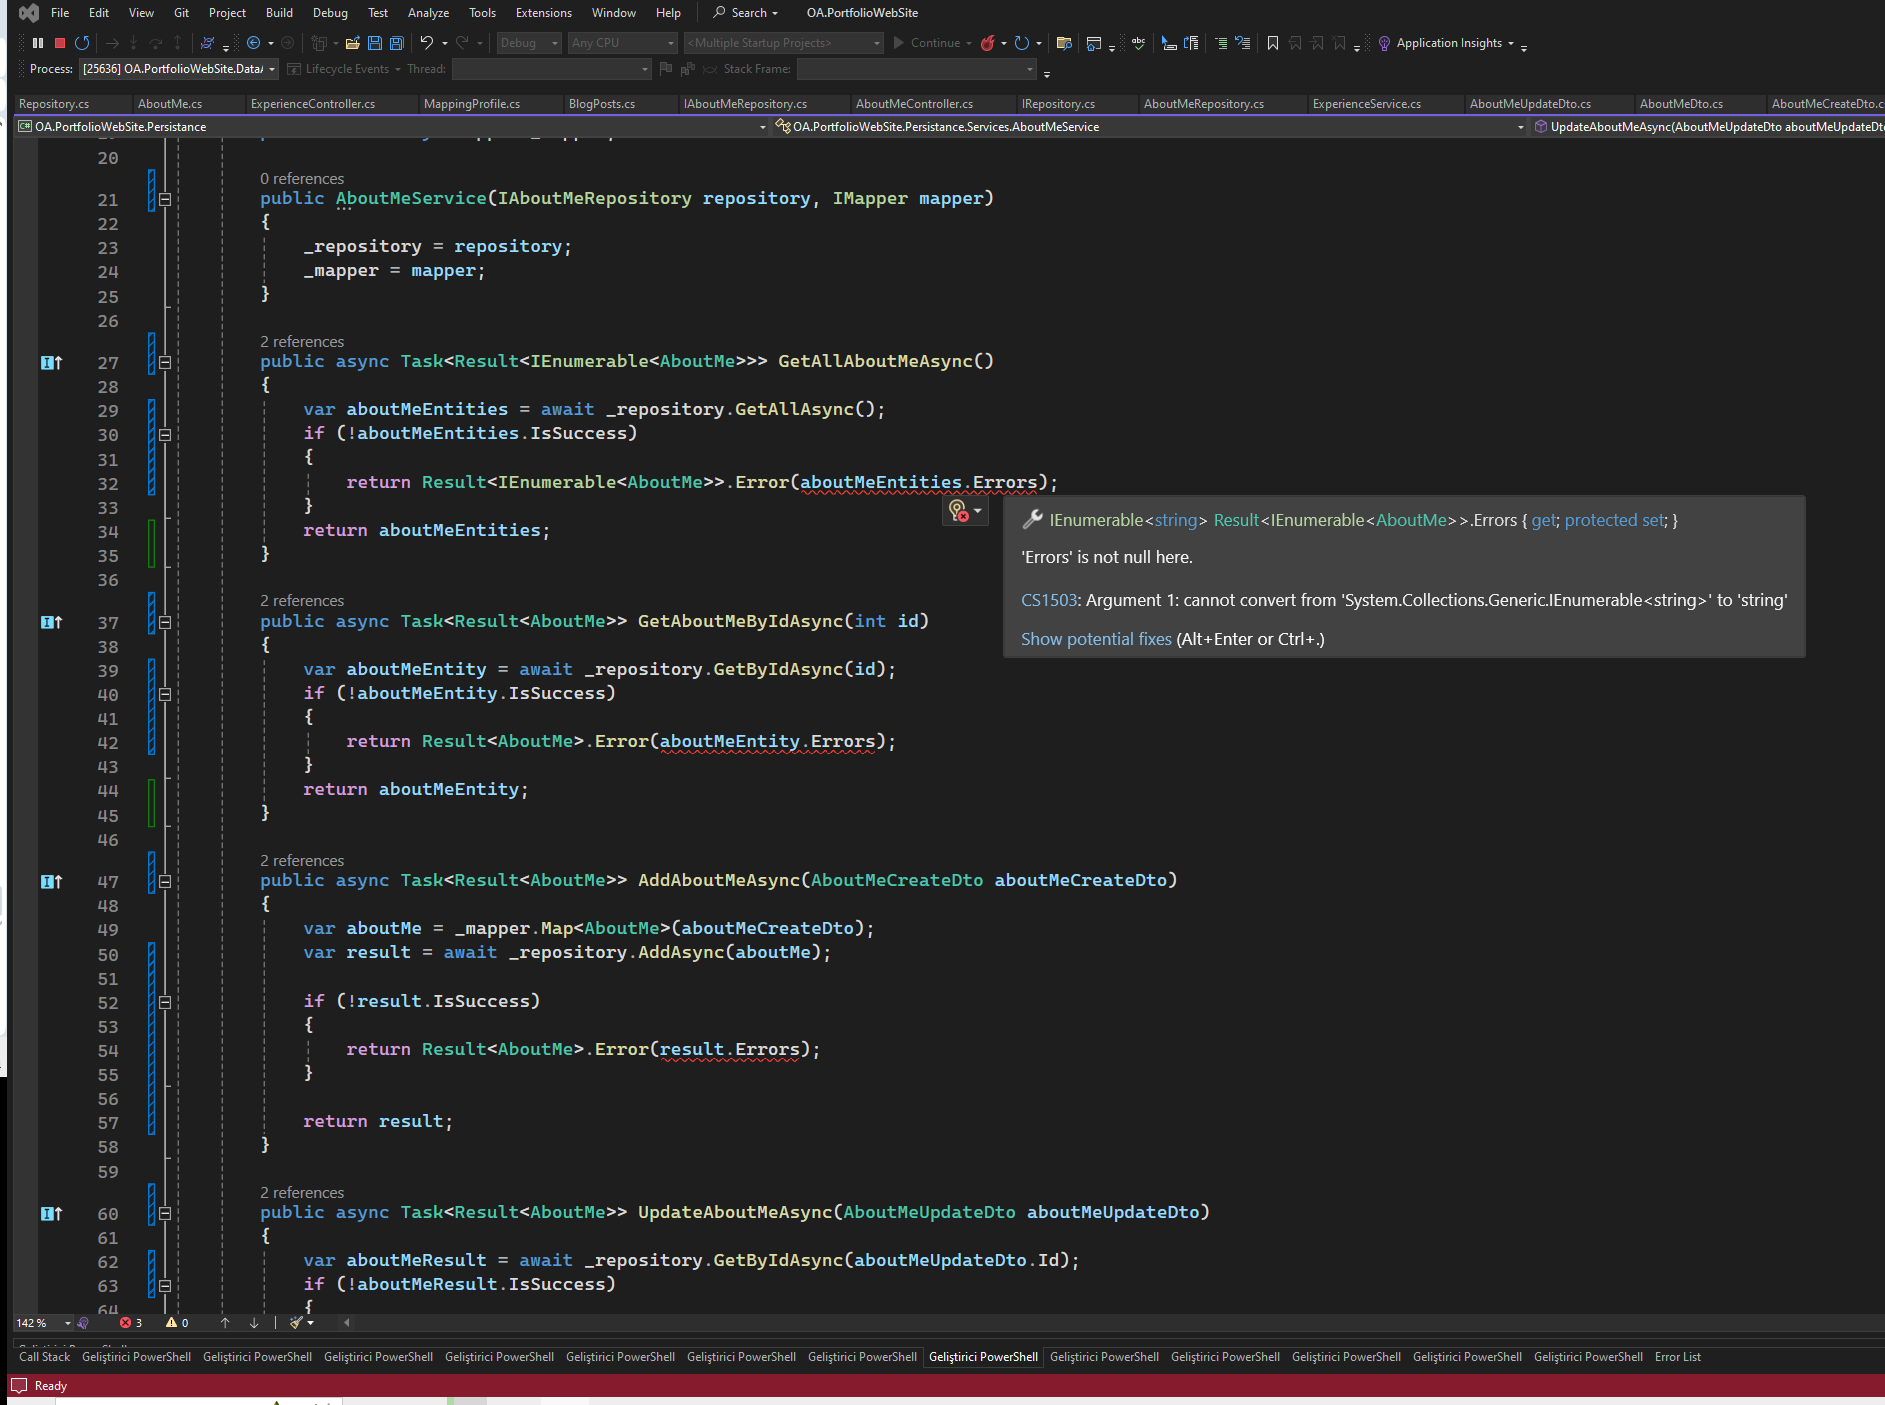 File Edit View Git Project Build Debug Test Analyze Tools Extensions Window Help Search OA.PortfolioWebSite
Debug Any CPU <Multiple Startup Projects> Continue Application Insights
Process: [25636] OA.PortfolioWebSite.Data Lifecycle Events Thread: Stack Frame:
Repository.cs AboutMe.cs ExperienceController.cs MappingProfile.cs BlogPosts.cs IAboutMeRepository.cs AboutMeController.cs IRepository.cs AboutMeRepository.cs ExperienceService.cs AboutMeUpdateDto.cs AboutMeDto.cs AboutMeCreateDto.c
OA.PortfolioWebSite.Persistance OA.PortfolioWebSite.Persistance.Services.AboutMeService UpdateAboutMeAsync(AboutMeUpdateDto aboutMeUpdateDt
20
0 references
21 public AboutMeService(IAboutMeRepository repository, IMapper mapper)
22 {
23 _repository = repository;
24 _mapper = mapper;
25 }
26
2 references
27 public async Task<Result<IEnumerable<AboutMe>>> GetAllAboutMeAsync()
28 {
29 var aboutMeEntities = await _repository.GetAllAsync();
30 if (!aboutMeEntities.IsSuccess)
31 {
32 return Result<IEnumerable<AboutMe>>.Error(aboutMeEntities.Errors);
33 }
34 return aboutMeEntities;
35 }
36
IEnumerable<string> Result<IEnumerable<AboutMe>>.Errors { get; protected set; }
'Errors' is not null here.
CS1503: Argument 1: cannot convert from 'System.Collections.Generic.IEnumerable<string>' to 'string'
Show potential fixes (Alt+Enter or Ctrl+.)
2 references
37 public async Task<Result<AboutMe>> GetAboutMeByIdAsync(int id)
38 {
39 var aboutMeEntity = await _repository.GetByIdAsync(id);
40 if (!aboutMeEntity.IsSuccess)
41 {
42 return Result<AboutMe>.Error(aboutMeEntity.Errors);
43 }
44 return aboutMeEntity;
45 }
46
2 references
47 public async Task<Result<AboutMe>> AddAboutMeAsync(AboutMeCreateDto aboutMeCreateDto)
48 {
49 var aboutMe = _mapper.Map<AboutMe>(aboutMeCreateDto);
50 var result = await _repository.AddAsync(aboutMe);
51
52 if (!result.IsSuccess)
53 {
54 return Result<AboutMe>.Error(result.Errors);
55 }
56
57 return result;
58 }
59
2 references
60 public async Task<Result<AboutMe>> UpdateAboutMeAsync(AboutMeUpdateDto aboutMeUpdateDto)
61 {
62 var aboutMeResult = await _repository.GetByIdAsync(aboutMeUpdateDto.Id);
63 if (!aboutMeResult.IsSuccess)
64 {
142 % 3 0
Call Stack Geliştirici PowerShell Geliştirici PowerShell Geliştirici PowerShell Geliştirici PowerShell Geliştirici PowerShell Geliştirici PowerShell Geliştirici PowerShell Geliştirici PowerShell Geliştirici PowerShell Geliştirici PowerShell Geliştirici PowerShell Geliştirici PowerShell Geliştirici PowerShell Error List
Ready